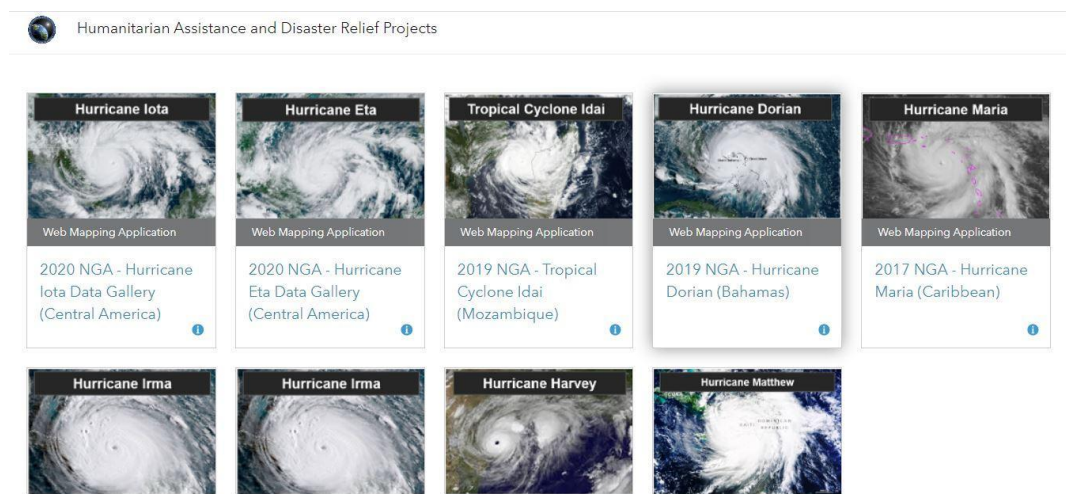 Humanitarian Assistance and Disaster Relief Projects
Hurricane Iota
Web Mapping Application
2020 NGA - Hurricane
Iota Data Gallery
(Central America)
Hurricane Eta
Web Mapping Application
2020 NGA - Hurricane
Eta Data Gallery
(Central America)
Tropical Cyclone Idai
Web Mapping Application
2019 NGA - Tropical
Cyclone Idai
(Mozambique)
Hurricane Dorian
Web Mapping Application
2019 NGA - Hurricane
Dorian (Bahamas)
Hurricane Maria
Web Mapping Application
2017 NGA - Hurricane
Maria (Caribbean)
Hurricane Irma
Hurricane Irma
Hurricane Harvey
Hurricane Matthew
HAITI
DOMINICAN
REPUBLIC